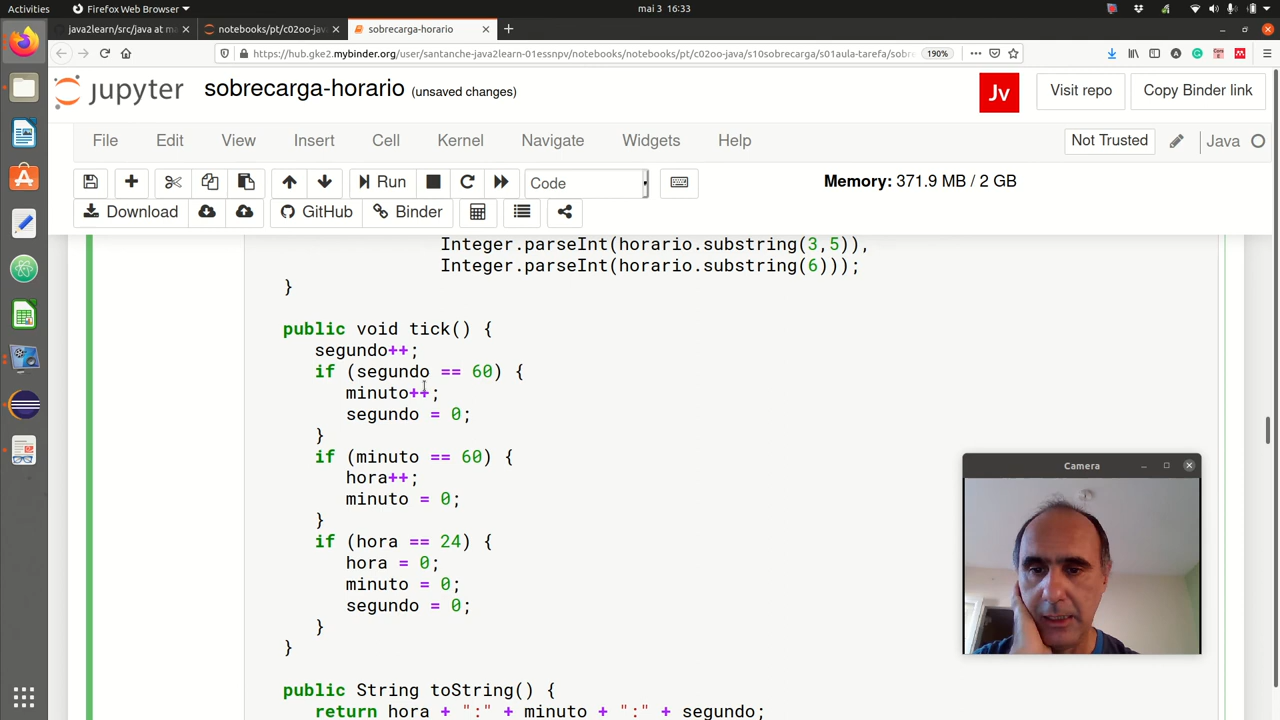 Activities
Firefox Web Browser
mai 3 16:33
java2learn/src/java at m
notebooks/pt/c02oo-jav
sobrecarga-horario
https://hub.gke2.mybinder.org/user/santanche-java2learn-01essnpv/notebooks/notebooks/pt/c02oo-java/s10sobrecarga/s01aula-tarefa/sobr
190%
jupyter
sobrecarga-horario
(unsaved changes)
Jv
Visit repo
Copy Binder link
File
Edit
View
Insert
Cell
Kernel
Navigate
Widgets
Help
Not Trusted
Java
Run
Code
Memory: 371.9 MB / 2 GB
Download
GitHub
Binder
Integer.parseInt(horario.substring(3,5)),
Integer.parseInt(horario.substring(6)));
}
public void tick() {
segundo++;
if (segundo == 60) {
minuto++;
segundo = 0;
}
if (minuto == 60) {
hora++;
minuto = 0;
}
if (hora == 24) {
hora = 0;
minuto = 0;
segundo = 0;
}
}
public String toString() {
return hora + ":" + minuto + ":" + segundo;
Camera